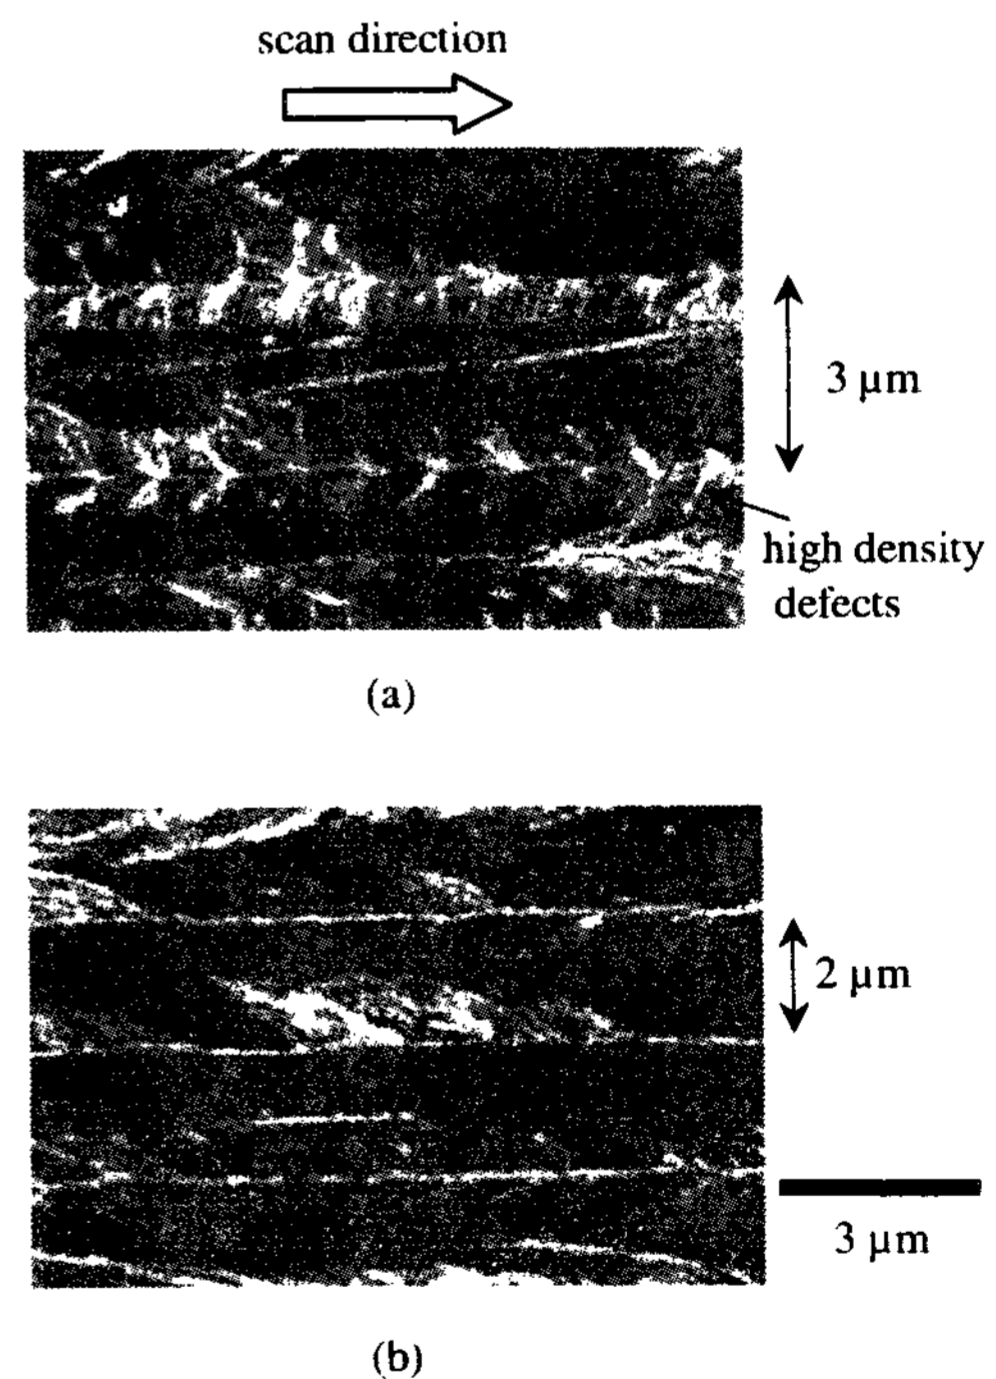 scan direction
3 μm
high density
defects
(a)
2 μm
3 μm
(b)